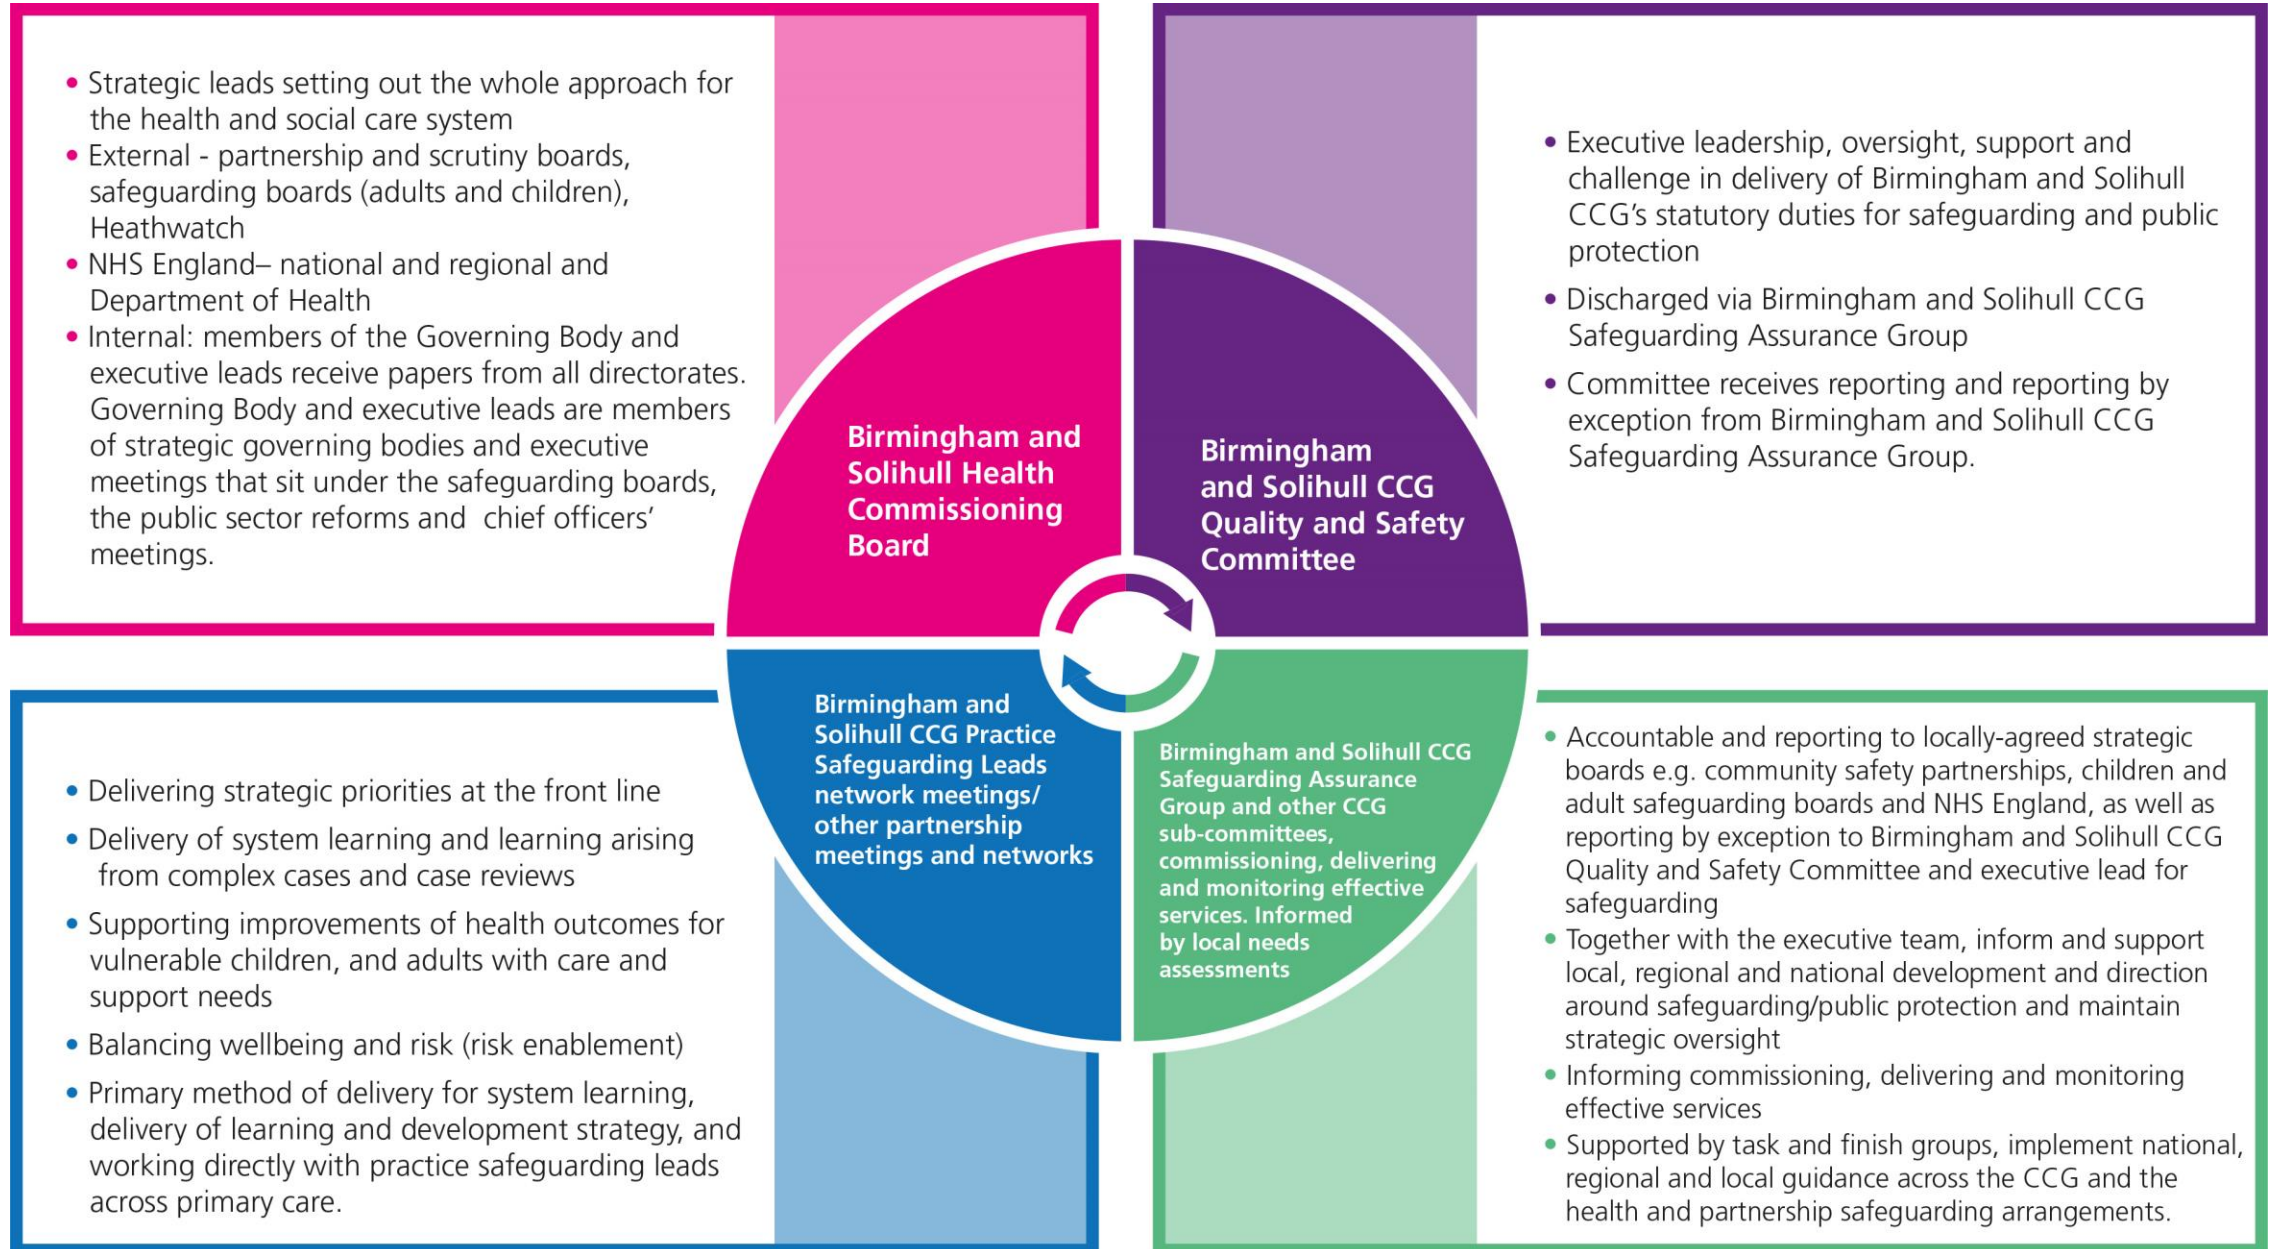 • Strategic leads setting out the whole approach for
the health and social care system
• External - partnership and scrutiny boards,
safeguarding boards (adults and children),
Heathwatch
• NHS England– national and regional and
Department of Health
• Internal: members of the Governing Body and
executive leads receive papers from all directorates.
Governing Body and executive leads are members
of strategic governing bodies and executive
meetings that sit under the safeguarding boards,
the public sector reforms and chief officers’
meetings.
Birmingham and
Solihull Health
Commissioning
Board
Birmingham
and Solihull CCG
Quality and Safety
Committee
• Executive leadership, oversight, support and
challenge in delivery of Birmingham and Solihull
CCG’s statutory duties for safeguarding and public
protection
• Discharged via Birmingham and Solihull CCG
Safeguarding Assurance Group
• Committee receives reporting and reporting by
exception from Birmingham and Solihull CCG
Safeguarding Assurance Group.
• Delivering strategic priorities at the front line
• Delivery of system learning and learning arising
from complex cases and case reviews
• Supporting improvements of health outcomes for
vulnerable children, and adults with care and
support needs
• Balancing wellbeing and risk (risk enablement)
• Primary method of delivery for system learning,
delivery of learning and development strategy, and
working directly with practice safeguarding leads
across primary care.
Birmingham and
Solihull CCG Practice
Safeguarding Leads
network meetings/
other partnership
meetings and networks
Birmingham and Solihull CCG
Safeguarding Assurance
Group and other CCG
sub-committees,
commissioning, delivering
and monitoring effective
services. Informed
by local needs
assessments
• Accountable and reporting to locally-agreed strategic
boards e.g. community safety partnerships, children and
adult safeguarding boards and NHS England, as well as
reporting by exception to Birmingham and Solihull CCG
Quality and Safety Committee and executive lead for
safeguarding
• Together with the executive team, inform and support
local, regional and national development and direction
around safeguarding/public protection and maintain
strategic oversight
• Informing commissioning, delivering and monitoring
effective services
• Supported by task and finish groups, implement national,
regional and local guidance across the CCG and the
health and partnership safeguarding arrangements.